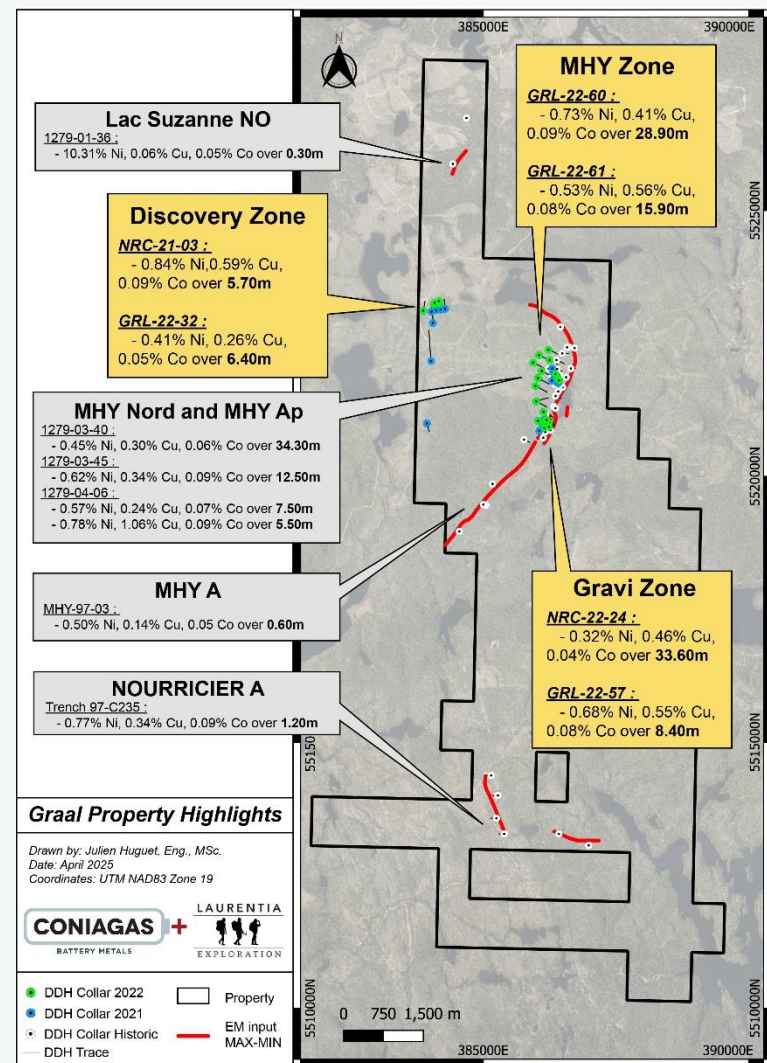 385000E
390000E
N
MHY Zone
GRL-22-60 :
- 0.73% Ni, 0.41% Cu,
0.09% Co over 28.90m
GRL-22-61 :
- 0.53% Ni, 0.56% Cu,
0.08% Co over 15.90m
Lac Suzanne NO
1279-01-36 :
- 10.31% Ni, 0.06% Cu, 0.05% Co over 0.30m
5525000N
Discovery Zone
NRC-21-03 :
- 0.84% Ni,0.59% Cu,
0.09% Co over 5.70m
GRL-22-32 :
- 0.41% Ni, 0.26% Cu,
0.05% Co over 6.40m
MHY Nord and MHY Ap
1279-03-40 :
- 0.45% Ni, 0.30% Cu, 0.06% Co over 34.30m
1279-03-45 :
- 0.62% Ni, 0.34% Cu, 0.09% Co over 12.50m
1279-04-06 :
- 0.57% Ni, 0.24% Cu, 0.07% Co over 7.50m
- 0.78% Ni, 1.06% Cu, 0.09% Co over 5.50m
5520000N
MHY A
MHY-97-03 :
- 0.50% Ni, 0.14% Cu, 0.05 Co over 0.60m
Gravi Zone
NRC-22-24 :
- 0.32% Ni, 0.46% Cu,
0.04% Co over 33.60m
GRL-22-57 :
- 0.68% Ni, 0.55% Cu,
0.08% Co over 8.40m
NOURRICIER A
Trench 97-C235 :
- 0.77% Ni, 0.34% Cu, 0.09% Co over 1.20m
5515000N
Graal Property Highlights
Drawn by: Julien Huguet, Eng., MSc.
Date: April 2025
Coordinates: UTM NAD83 Zone 19
CONIAGAS
BATTERY METALS
+
LAURENTIA
EXPLORATION
DDH Collar 2022
DDH Collar 2021
DDH Collar Historic
DDH Trace
Property
EM input
MAX-MIN
5510000N
5510000N
0 750 1,500 m
385000E
390000E